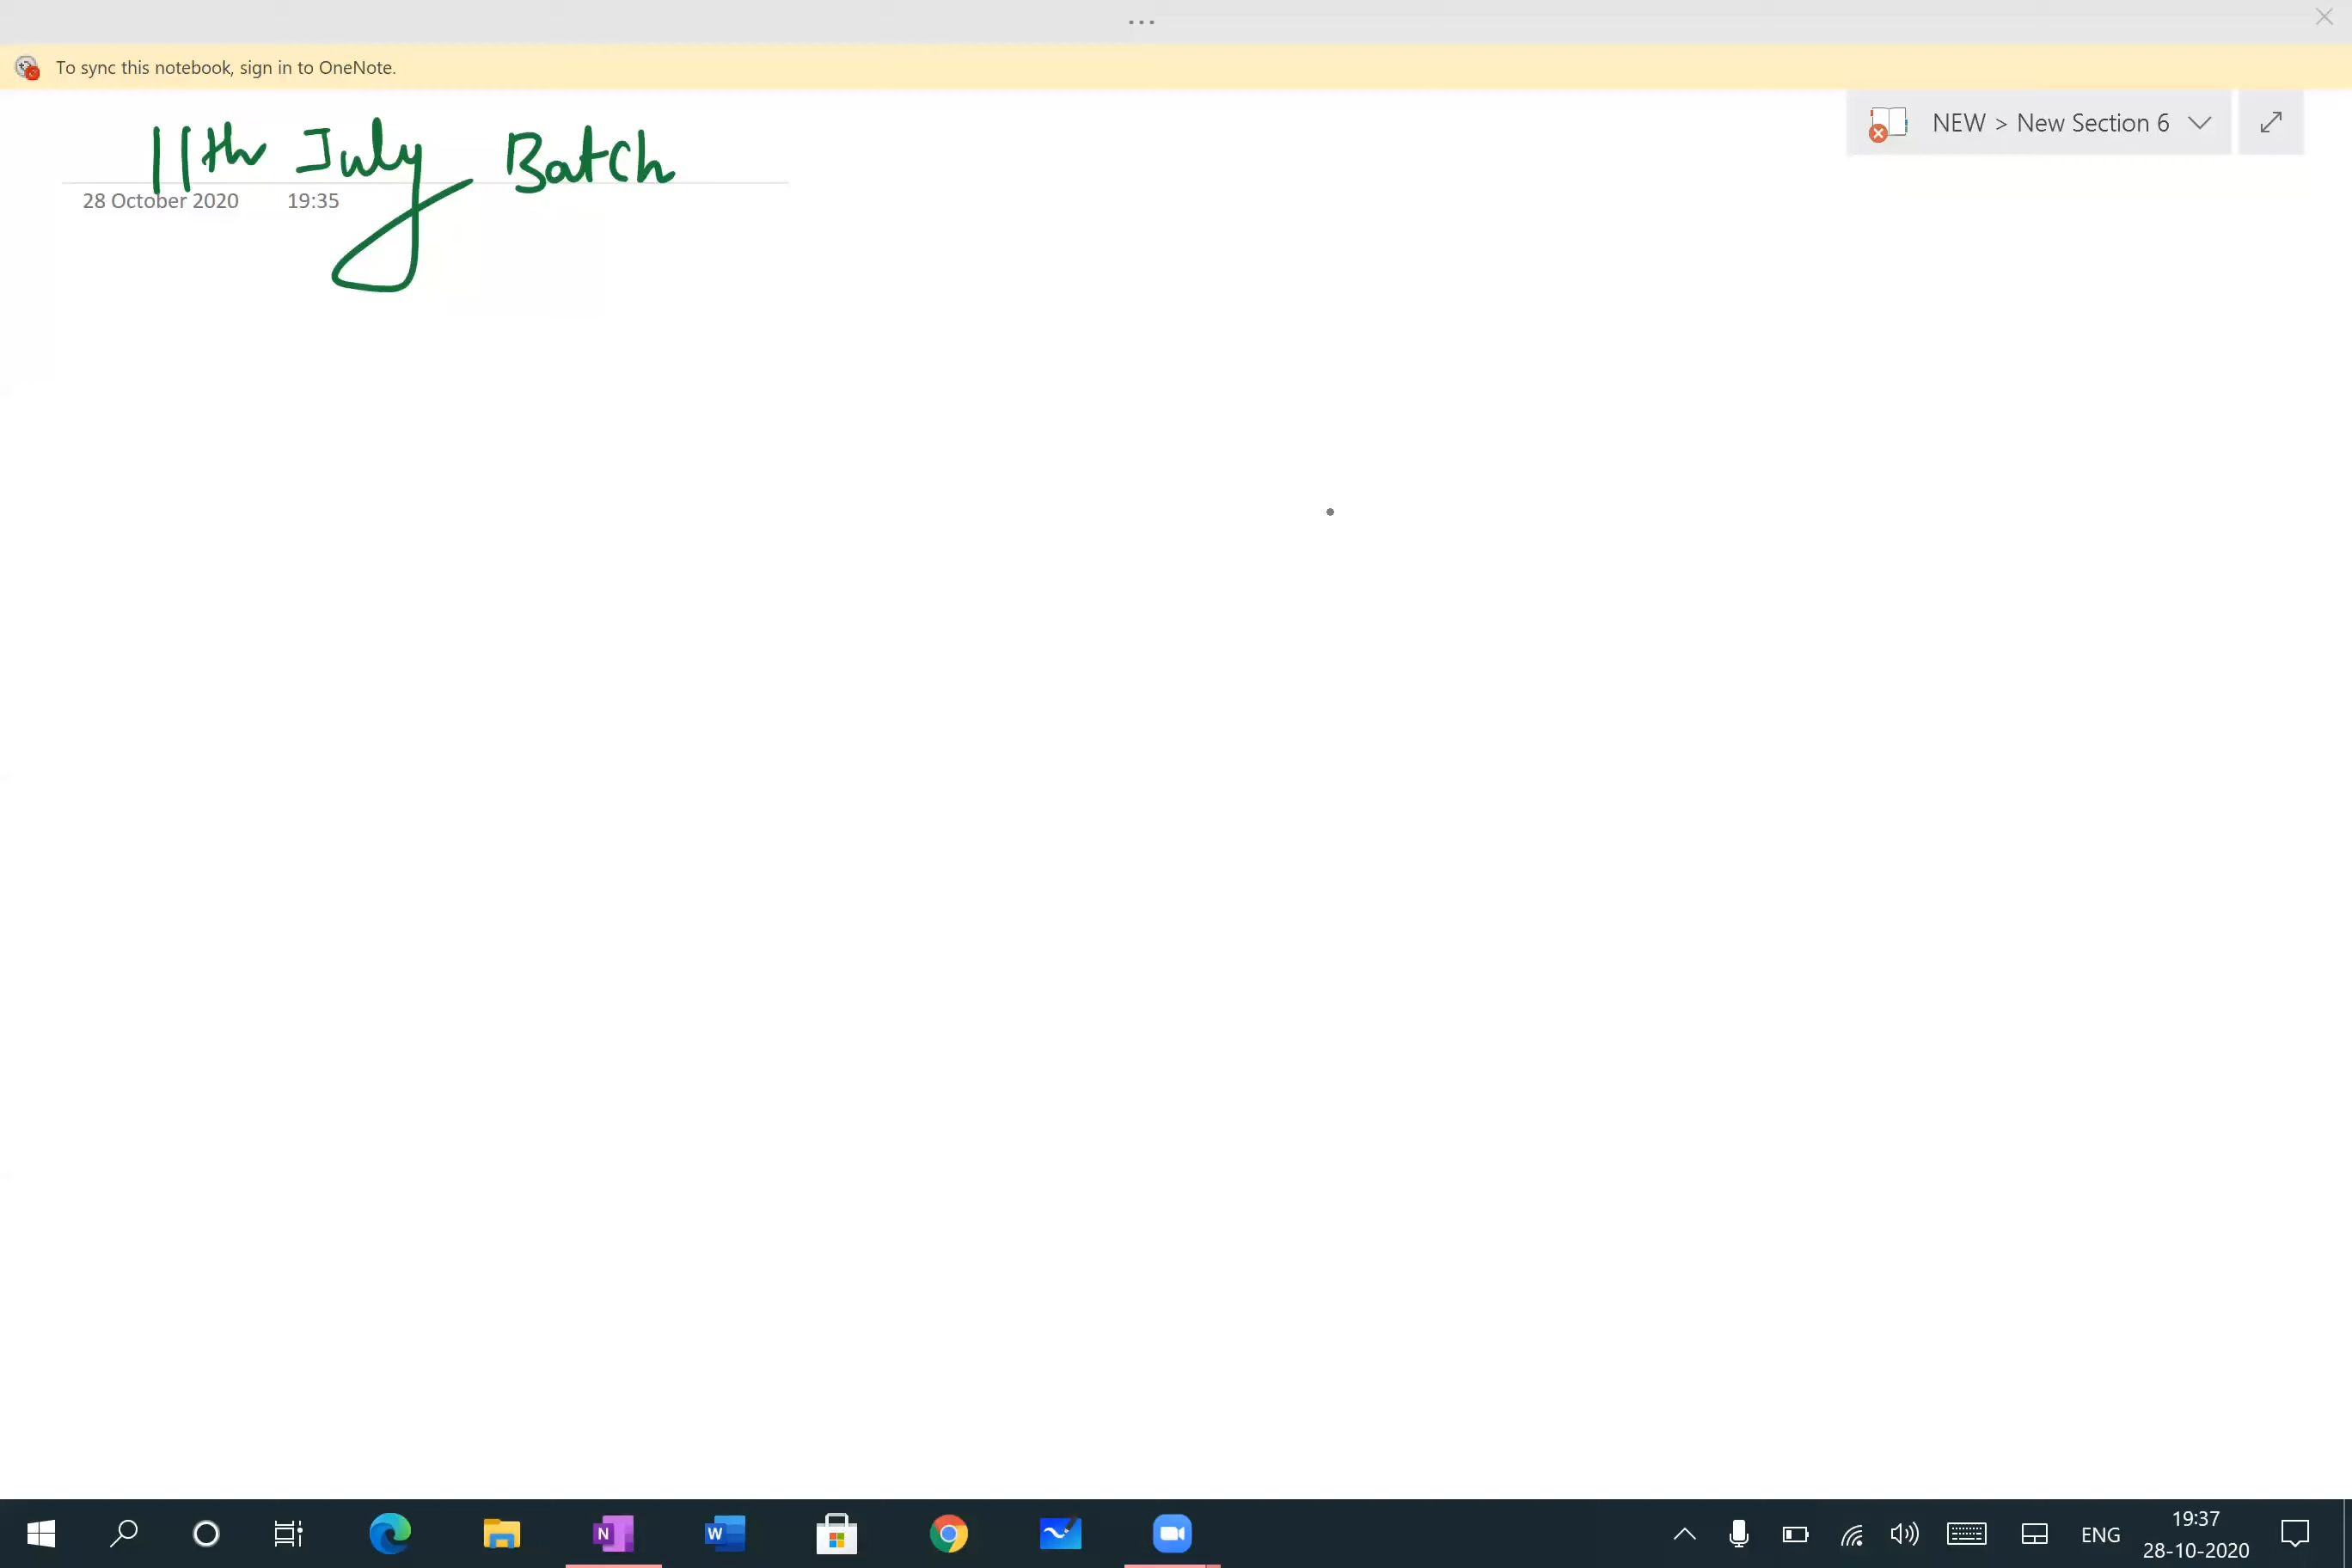 ...
To sync this notebook, sign in to OneNote.
NEW > New Section 6
11th July Batch
28 October 2020 19:35
ENG
19:37
28-10-2020